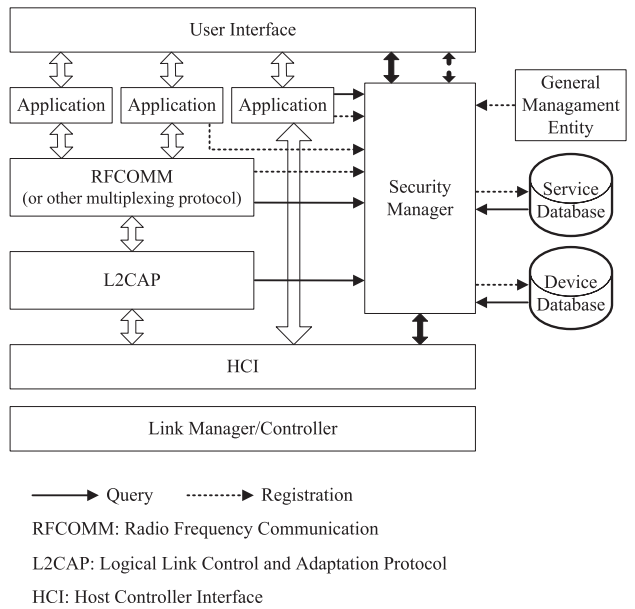 User Interface
Application
Application
Application
General
Managament
Entity
RFCOMM
(or other multiplexing protocol)
Security
Manager
Service
Database
L2CAP
Device
Database
HCI
Link Manager/Controller
Query
Registration
RFCOMM: Radio Frequency Communication
L2CAP: Logical Link Control and Adaptation Protocol
HCI: Host Controller Interface